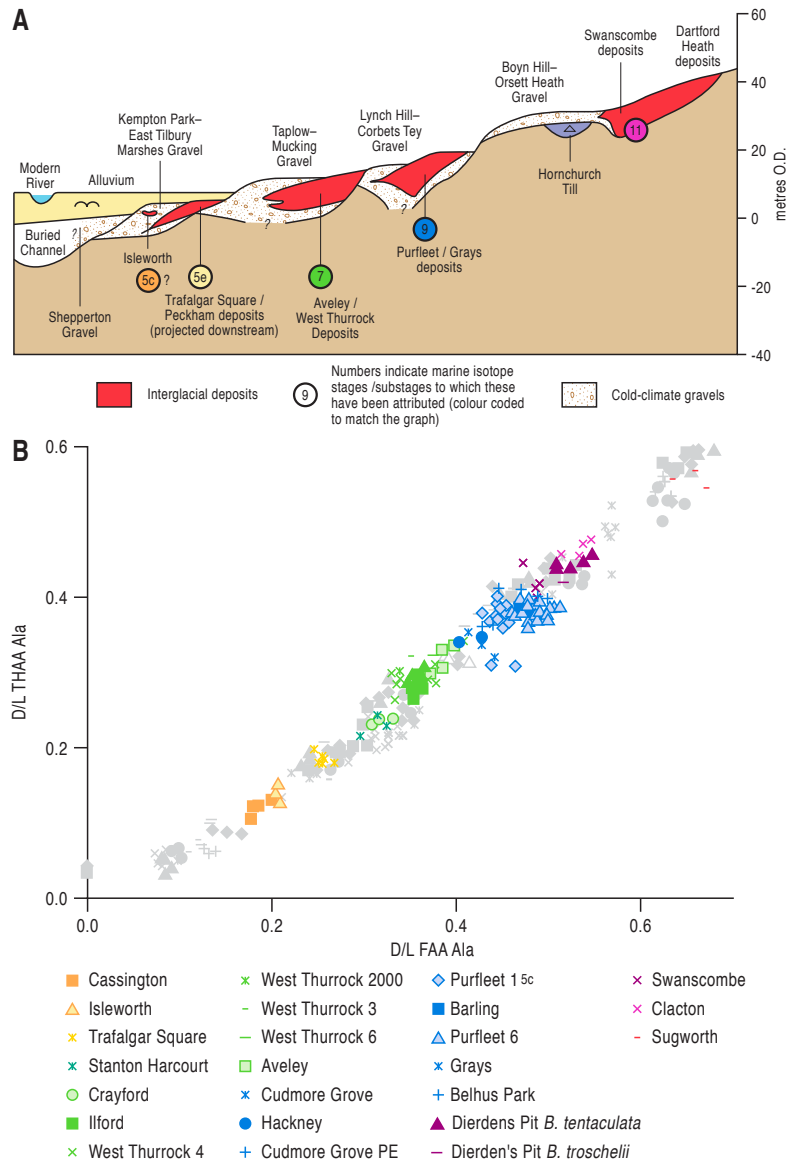 A
60
40
20
0
-20
-40
metres O.D.
Swanscombe
deposits
Dartford
Heath
deposits
Boyn Hill–
Orsett Heath
Gravel
Lynch Hill–
Corbets Tey
Gravel
Kempton Park–
East Tilbury
Marshes Gravel
Taplow–
Mucking
Gravel
Modern
River
Alluvium
11
Hornchurch
Till
?
?
?
Buried
Channel
9
Purfleet / Grays
deposits
Isleworth
5c ?
5e
7
Shepperton
Gravel
Trafalgar Square /
Peckham deposits
(projected downstream)
Aveley /
West Thurrock
Deposits
Interglacial deposits
9
Numbers indicate marine isotope
stages /substages to which these
have been attributed (colour coded
to match the graph)
Cold-climate gravels
B
0.6
0.4
0.2
0.0
D/L THAA Ala
0.0 0.2 0.4 0.6
D/L FAA Ala
Cassington
Isleworth
Trafalgar Square
Stanton Harcourt
Crayford
Ilford
West Thurrock 4
West Thurrock 2000
West Thurrock 3
West Thurrock 6
Aveley
Cudmore Grove
Hackney
Cudmore Grove PE
Purfleet 1 5c
Barling
Purfleet 6
Grays
Belhus Park
Dierdens Pit B. tentaculata
Dierden's Pit B. troschelii
Swanscombe
Clacton
Sugworth